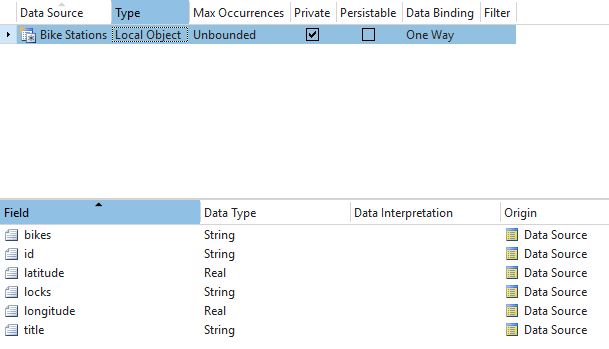 Data Source Type Max Occurrences Private Persistable Data Binding Filter
Bike Stations Local Object Unbounded One Way
Field Data Type Data Interpretation Origin
bikes String Data Source
id String Data Source
latitude Real Data Source
locks String Data Source
longitude Real Data Source
title String Data Source